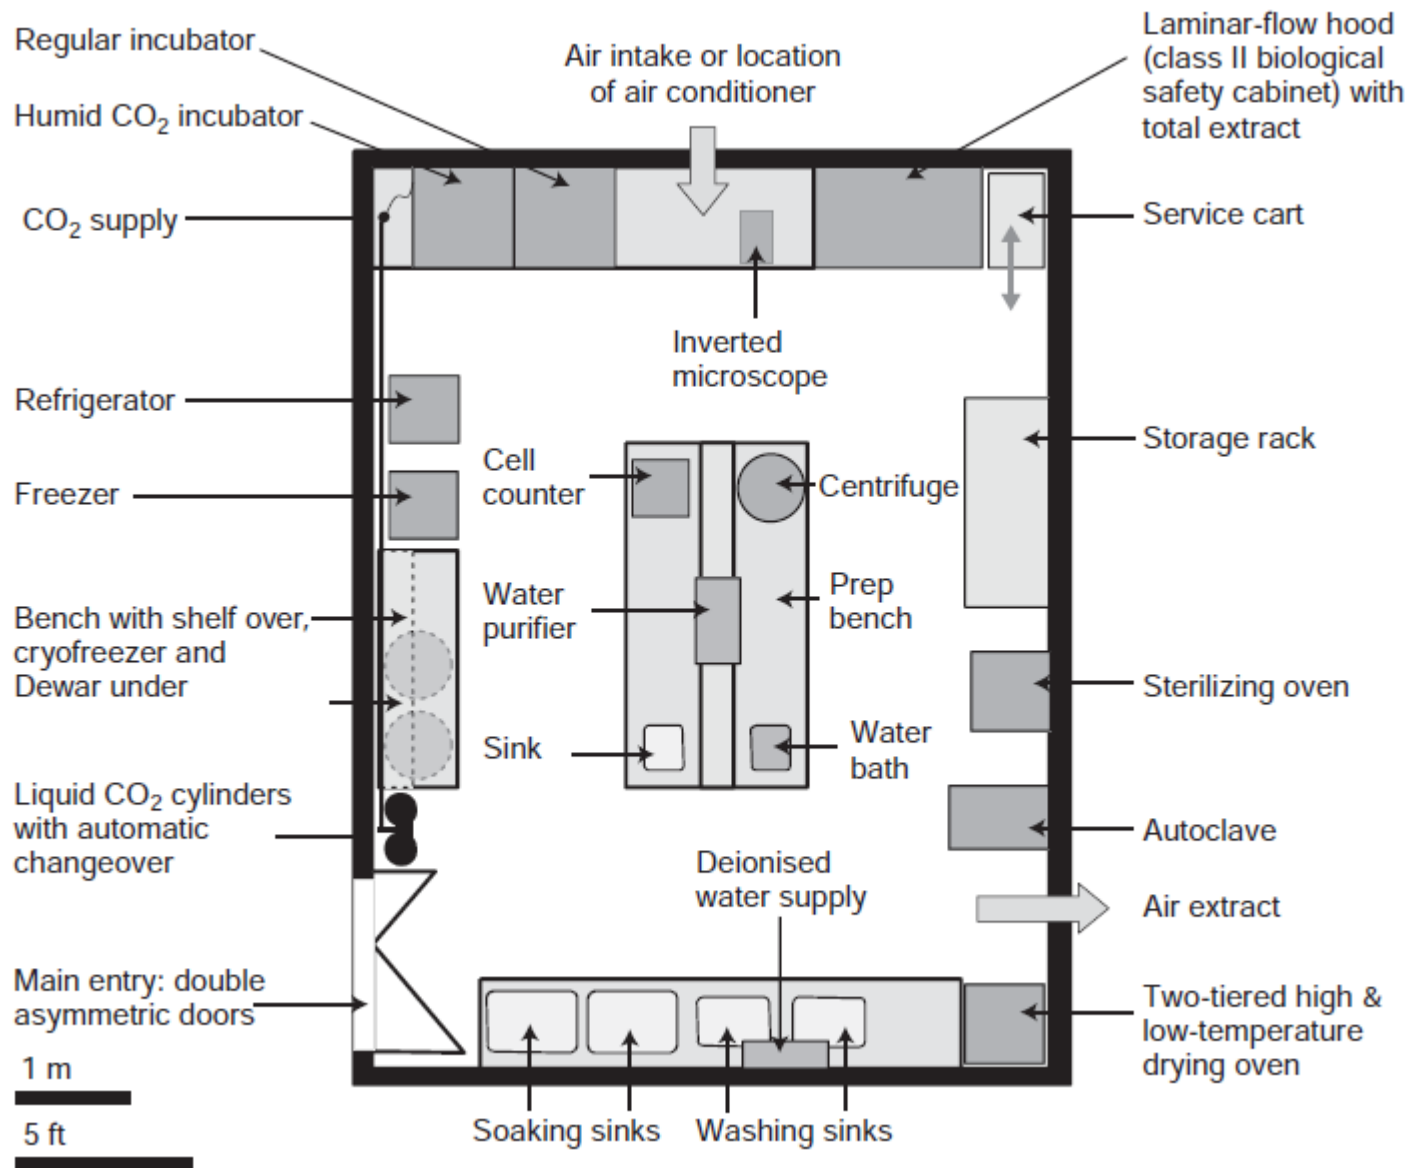 Regular incubator
Humid CO2 incubator
CO2 supply
Refrigerator
Freezer
Bench with shelf over,
cryofreezer and
Dewar under
Liquid CO2 cylinders
with automatic
changeover
Main entry: double
asymmetric doors
1 m
5 ft
Air intake or location
of air conditioner
Inverted
microscope
Cell
counter
Centrifuge
Water
purifier
Prep
bench
Sink
Water
bath
Deionised
water supply
Soaking sinks
Washing sinks
Laminar-flow hood
(class II biological
safety cabinet) with
total extract
Service cart
Storage rack
Sterilizing oven
Autoclave
Air extract
Two-tiered high &
low-temperature
drying oven